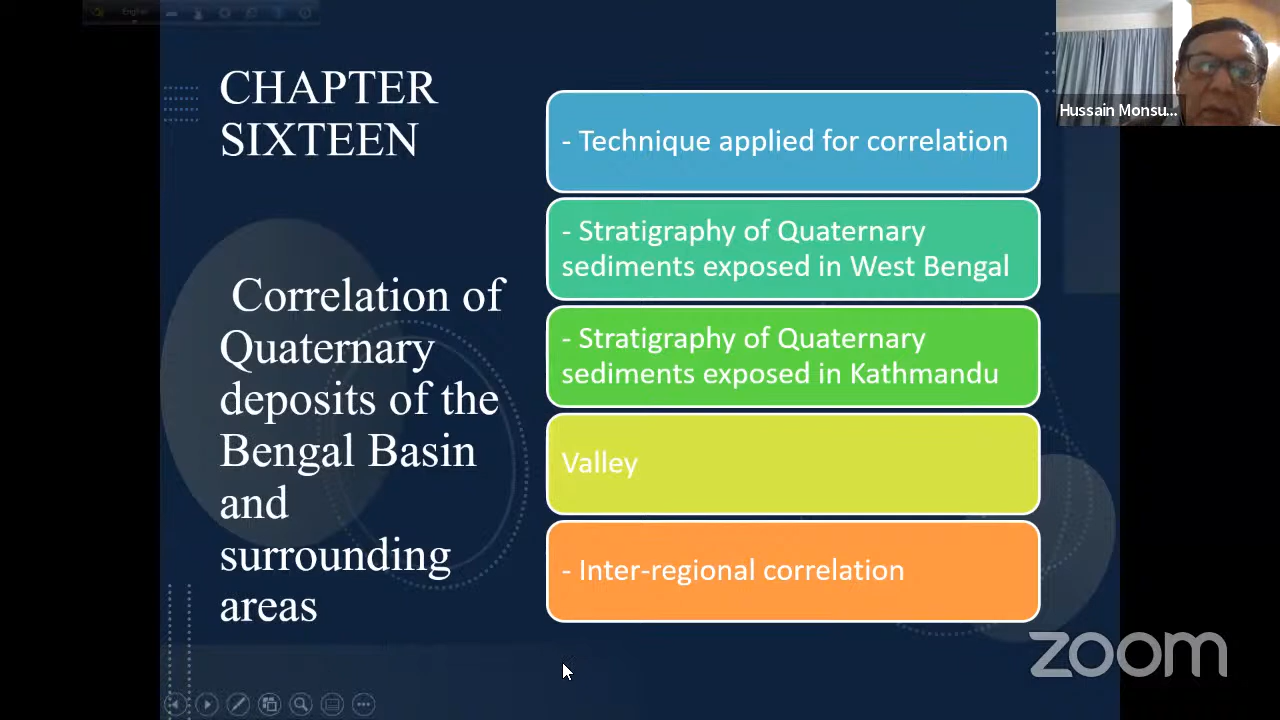 English
CHAPTER
SIXTEEN
Correlation of
Quaternary
deposits of the
Bengal Basin
and
surrounding
areas
- Technique applied for correlation
- Stratigraphy of Quaternary
sediments exposed in West Bengal
- Stratigraphy of Quaternary
sediments exposed in Kathmandu
Valley
- Inter-regional correlation
Hussain Monsu...
zoom